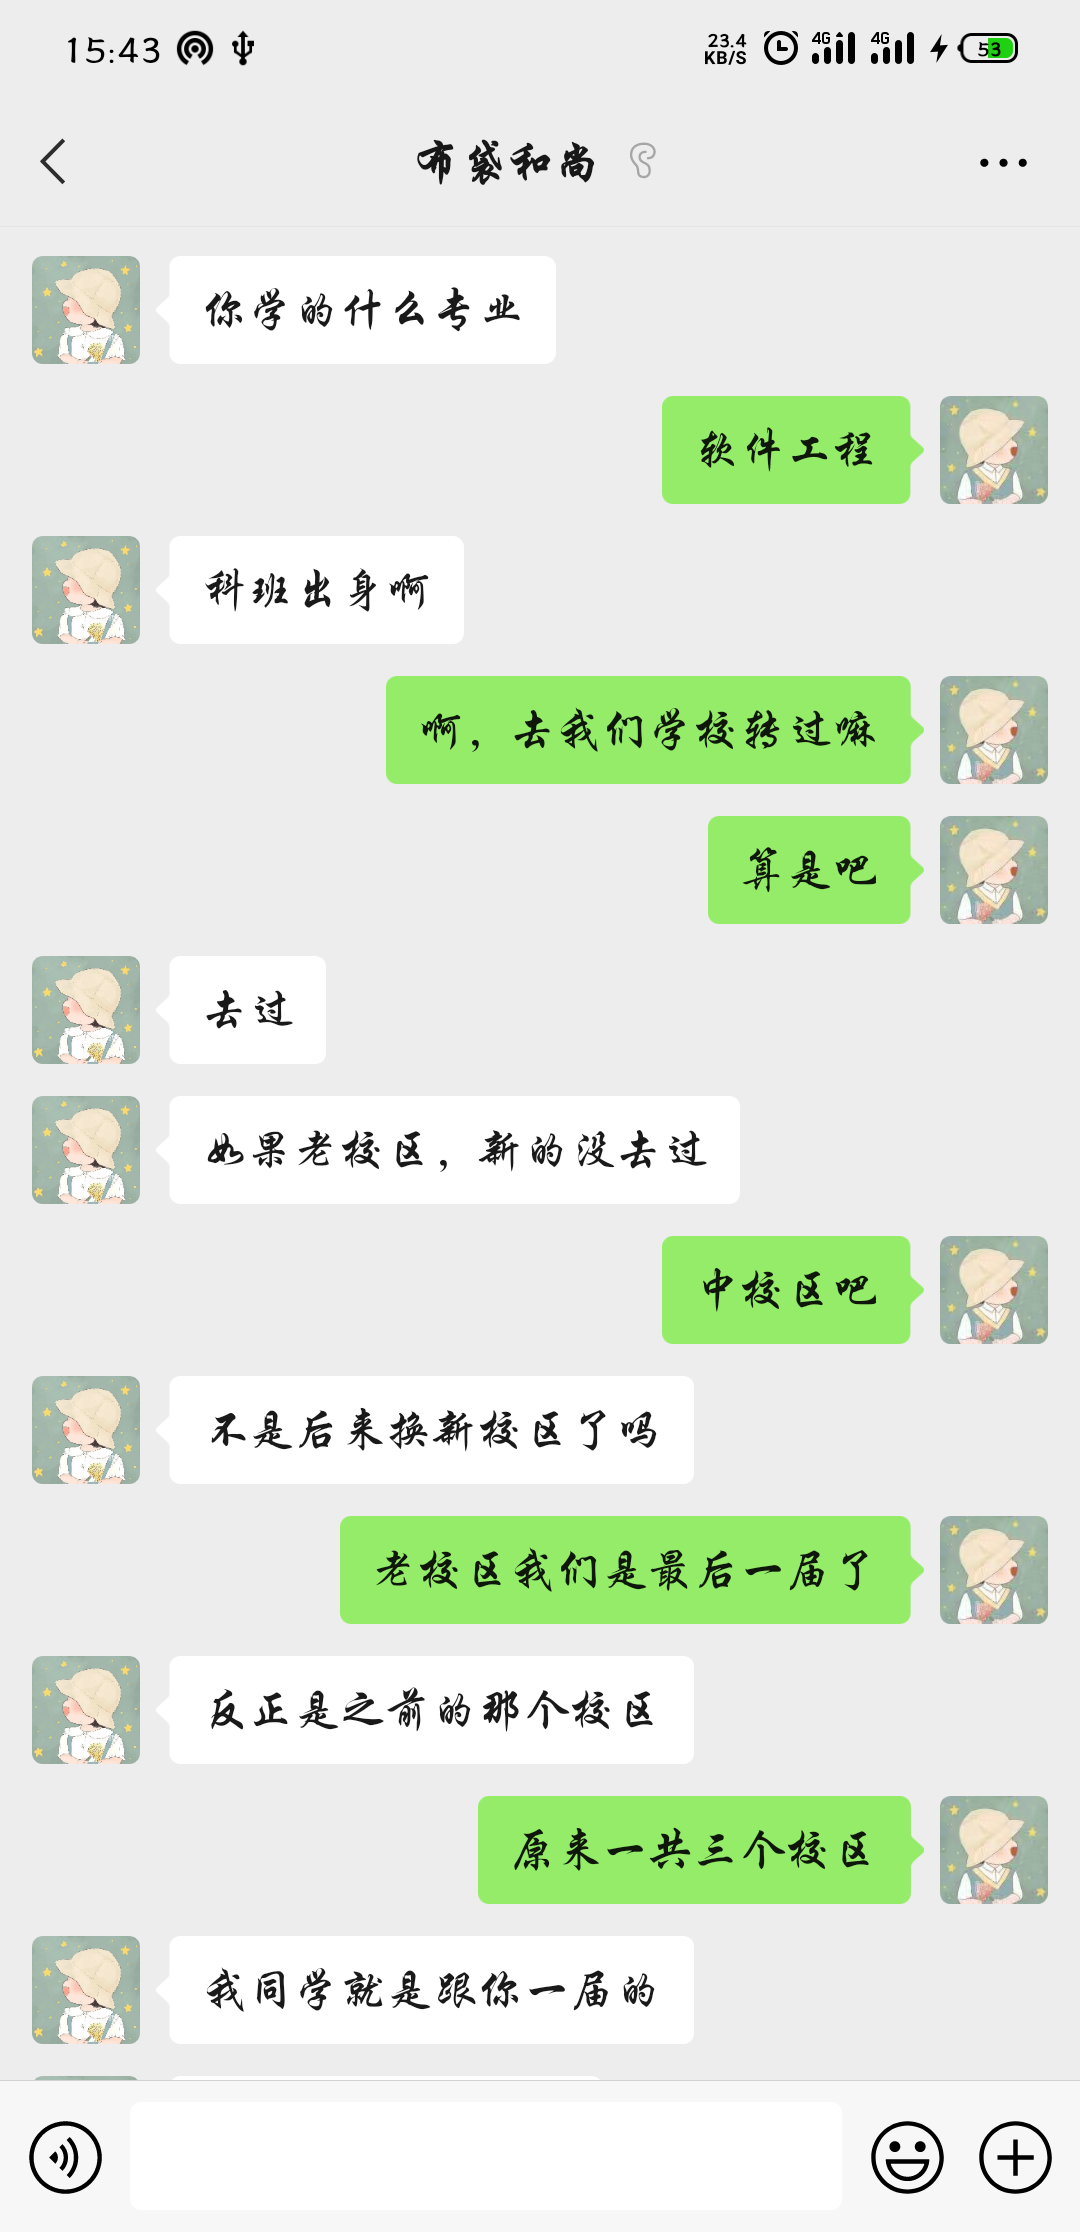 15:43
23.4 KB/S
4G
4G
53
布袋和尚
你学的什么专业
软件工程
科班出身啊
啊，去我们学校转过嘛
算是吧
去过
如果老校区，新的没去过
中校区吧
不是后来换新校区了吗
老校区我们是最后一届了
反正是之前的那个校区
原来一共三个校区
我同学就是跟你一届的